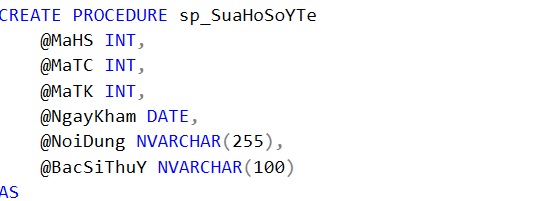 CREATE PROCEDURE sp_SuaHoSoYTe
@MaHS INT,
@MaTC INT,
@MaTK INT,
@NgayKham DATE,
@NoiDung NVARCHAR(255),
@BacSiThuY NVARCHAR(100)
AS